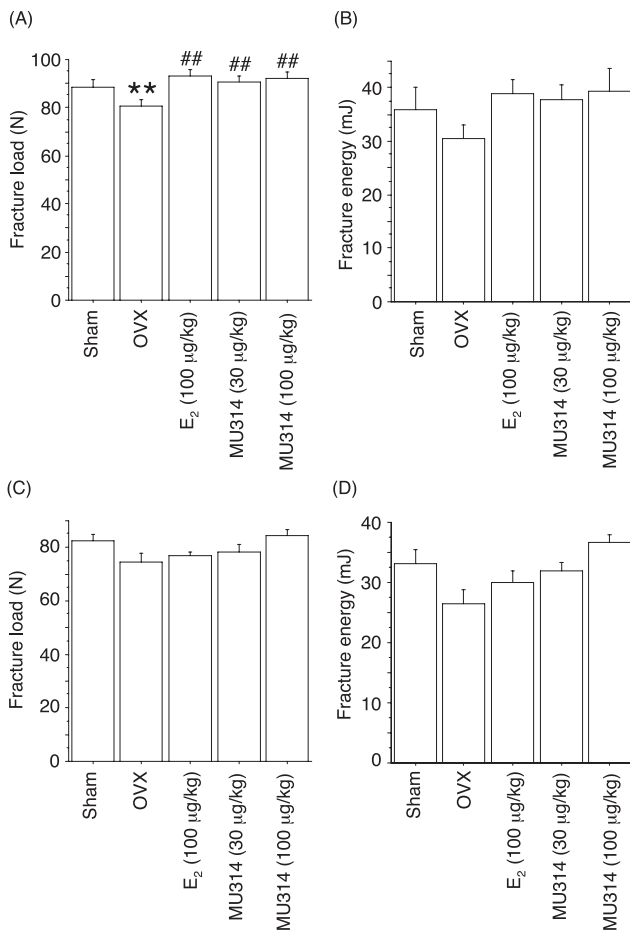 (A)
Fracture load (N)
100
80
60
40
20
0
**
##
##
##
Sham
OVX
E₂ (100 μg/kg)
MU314 (30 μg/kg)
MU314 (100 μg/kg)
(B)
Fracture energy (mJ)
40
30
20
10
0
Sham
OVX
E₂ (100 μg/kg)
MU314 (30 μg/kg)
MU314 (100 μg/kg)
(C)
Fracture load (N)
80
60
80
20
0
Sham
OVX
E₂ (100 μg/kg)
MU314 (30 μg/kg)
MU314 (100 μg/kg)
(D)
Fracture energy (mJ)
40
30
20
10
0
Sham
OVX
E₂ (100 μg/kg)
MU314 (30 μg/kg)
MU314 (100 μg/kg)